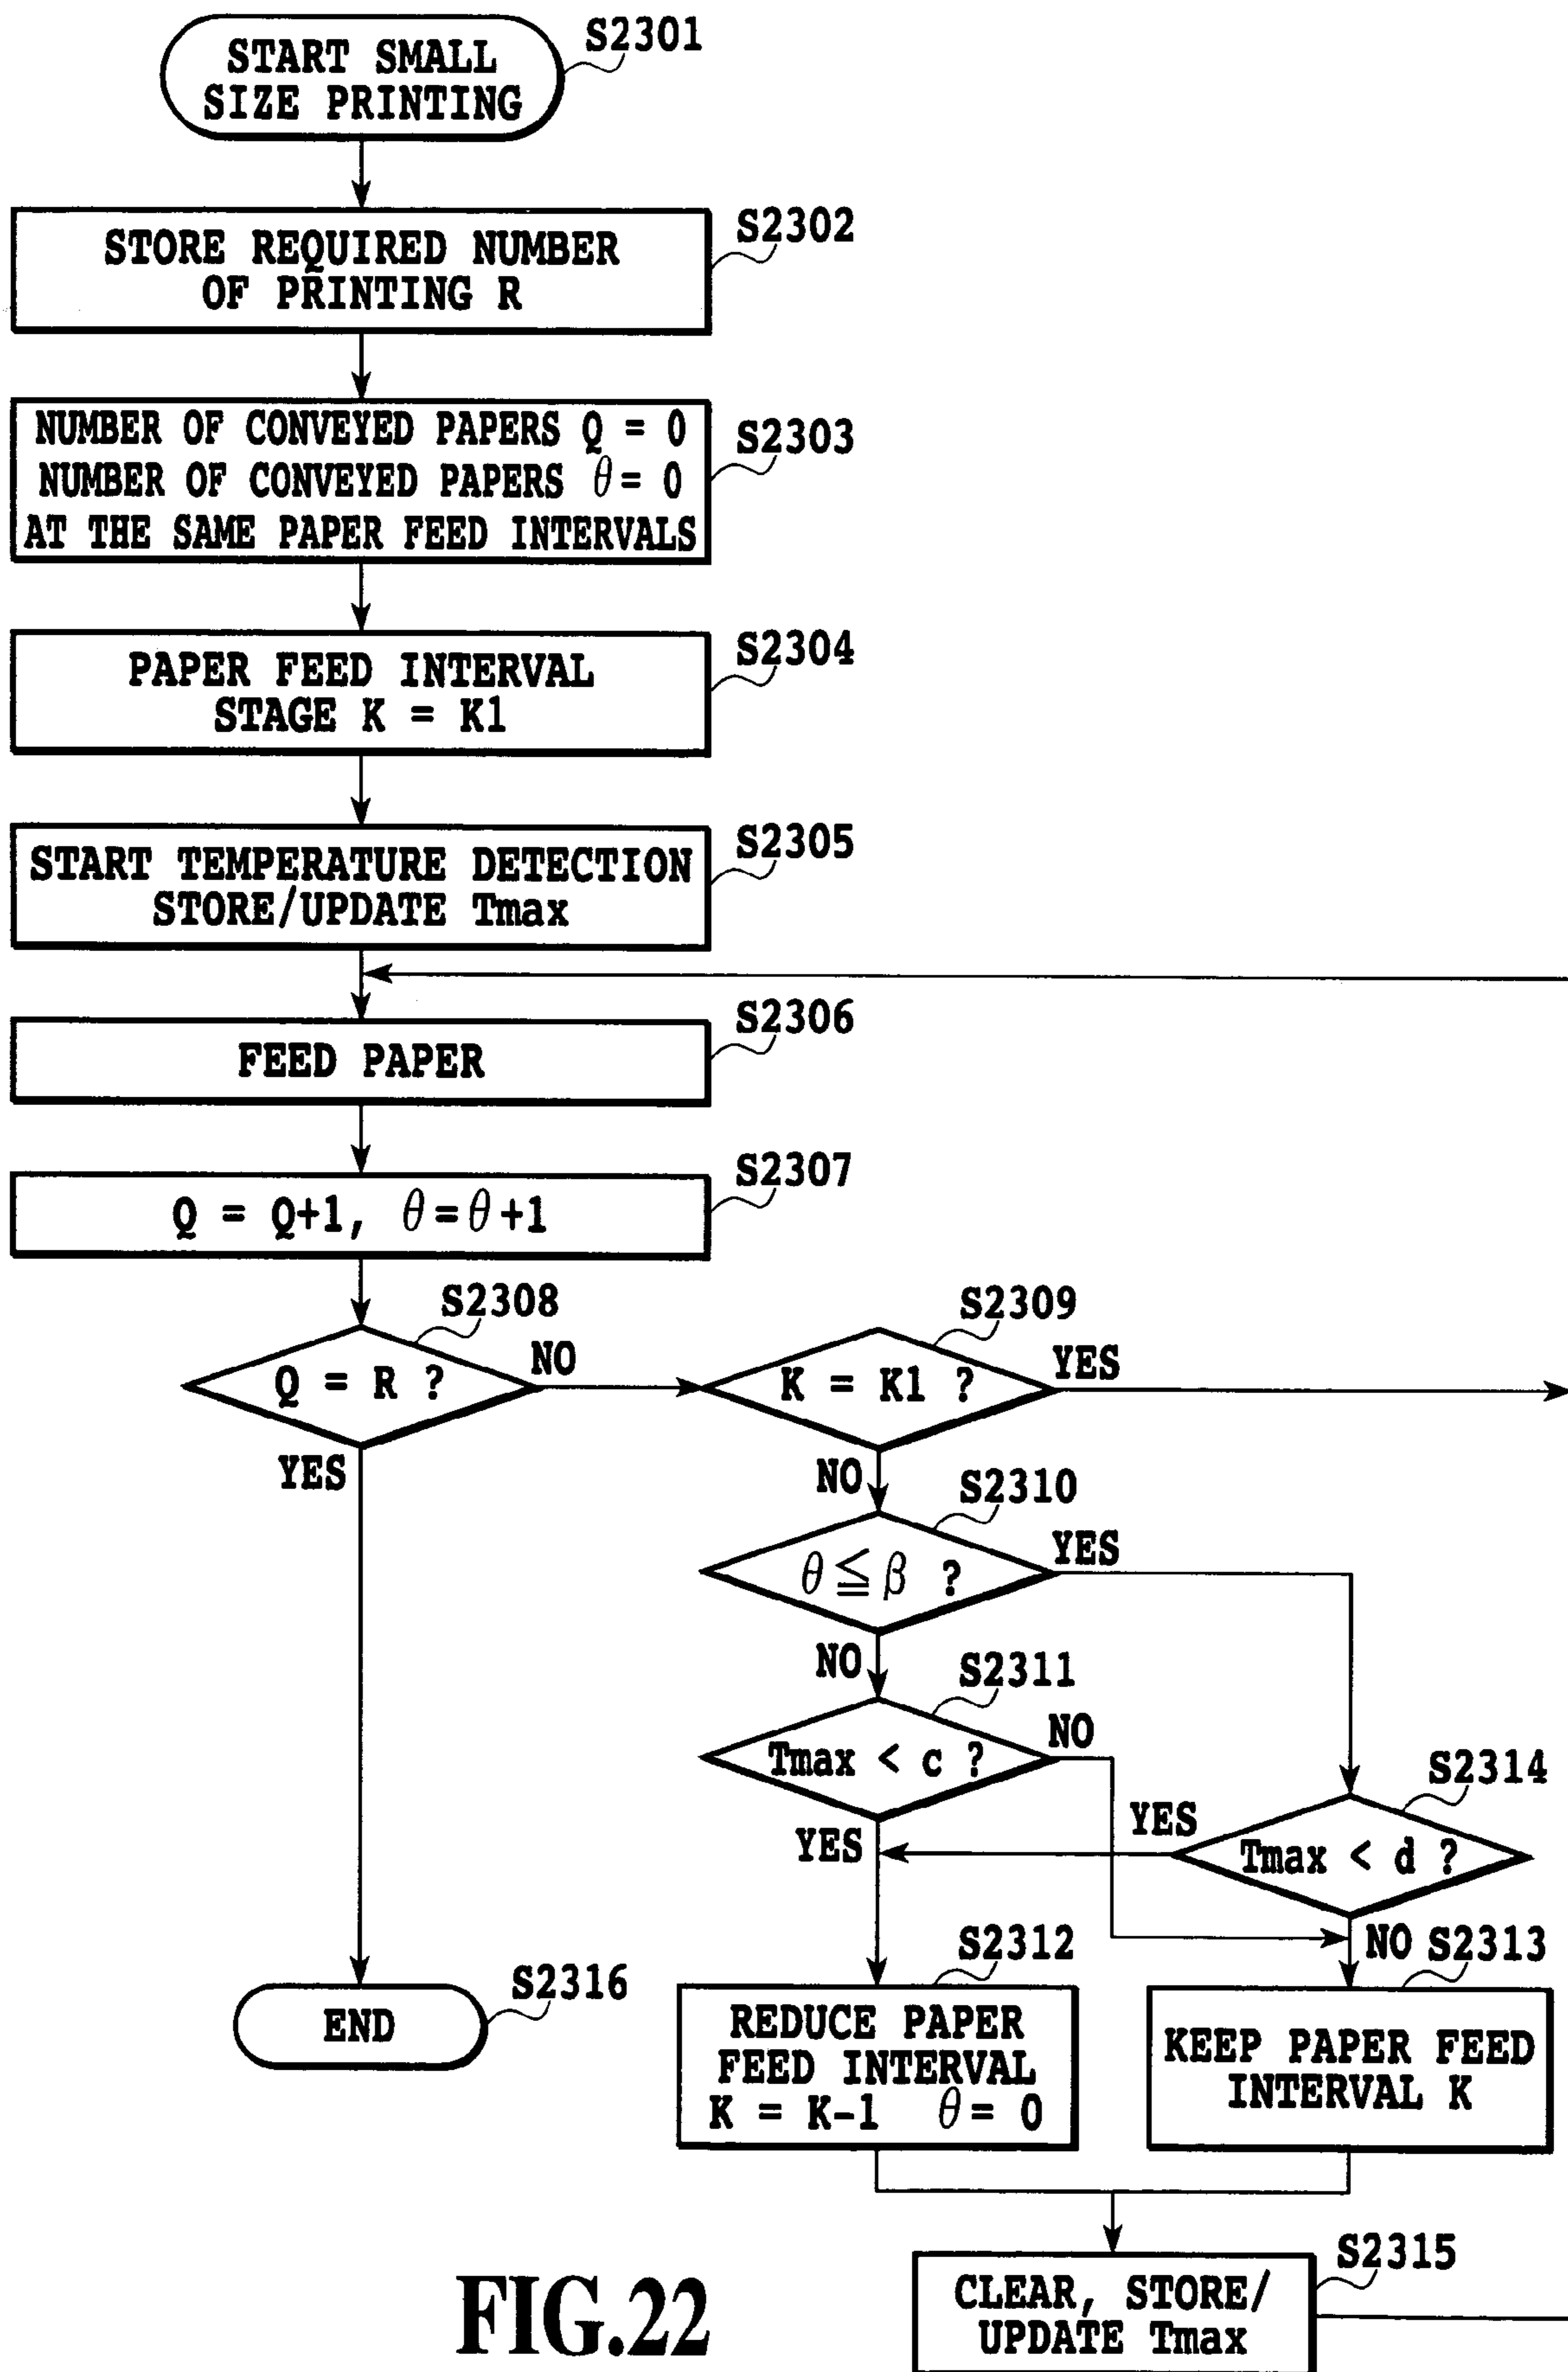 START SMALL
SIZE PRINTING
S2301
STORE REQUIRED NUMBER
OF PRINTING R
S2302
NUMBER OF CONVEYED PAPERS Q = 0
NUMBER OF CONVEYED PAPERS θ = 0
AT THE SAME PAPER FEED INTERVALS
S2303
PAPER FEED INTERVAL
STAGE K = K1
S2304
START TEMPERATURE DETECTION
STORE/UPDATE Tmax
S2305
FEED PAPER
S2306
Q = Q+1, θ=θ+1
S2307
Q = R ?
S2308
NO
YES
K = K1 ?
S2309
YES
NO
θ≦β ?
S2310
YES
NO
Tmax < c ?
S2311
NO
YES
Tmax < d ?
S2314
YES
NO
END
S2316
REDUCE PAPER
FEED INTERVAL
K = K-1 θ= 0
S2312
KEEP PAPER FEED
INTERVAL K
S2313
CLEAR, STORE/
UPDATE Tmax
S2315
FIG.22